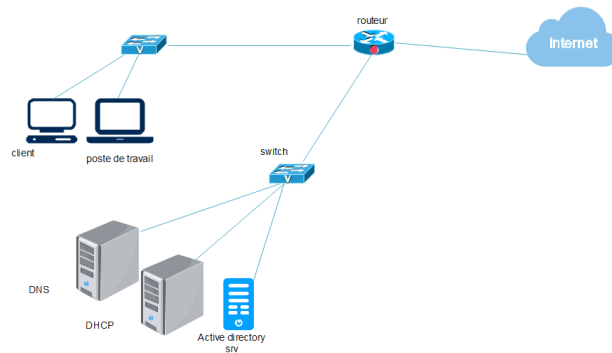 routeur
Internet
client
poste de travail
switch
DNS
DHCP
Active directory
srv